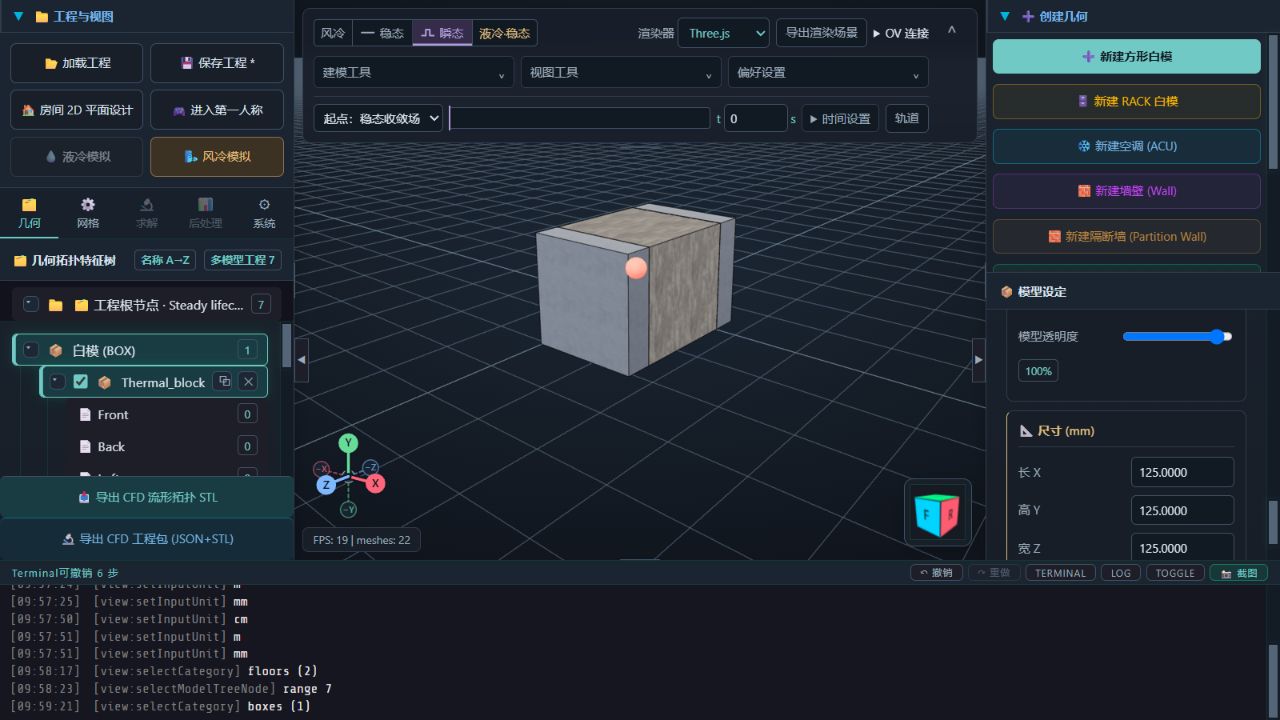 工程与视图
加载工程
保存工程 *
房间 2D 平面设计
进入第一人称
液冷模拟
风冷模拟
几何
网格
求解
后处理
系统
几何拓扑特征树
名称 A→Z
多模型工程 7
工程根节点 · Steady lifec...
7
白模 (BOX)
1
Thermal_block
Front
0
Back
0
导出 CFD 流形拓扑 STL
导出 CFD 工程包 (JSON+STL)
风冷
稳态
瞬态
液冷·稳态
渲染器
Three.js
导出渲染场景
▶ OV 连接
建模工具
视图工具
偏好设置
起点：稳态收敛场
t
0
s
▶ 时间设置
轨道
Y
-X
-Z
Z
X
-Y
F
R
FPS: 19 | meshes: 22
创建几何
新建方形白模
新建 RACK 白模
新建空调 (ACU)
新建墙壁 (Wall)
新建隔断墙 (Partition Wall)
模型设定
模型透明度
100%
尺寸 (mm)
长 X
125.0000
高 Y
125.0000
宽 Z
125.0000
Terminal可撤销 6 步
↶ 撤销
↷ 重做
TERMINAL
LOG
TOGGLE
截图
[09:57:24] [view:setInputUnit] m
[09:57:25] [view:setInputUnit] mm
[09:57:50] [view:setInputUnit] cm
[09:57:51] [view:setInputUnit] m
[09:57:51] [view:setInputUnit] mm
[09:58:17] [view:selectCategory] floors (2)
[09:58:23] [view:selectModelTreeNode] range 7
[09:59:21] [view:selectCategory] boxes (1)